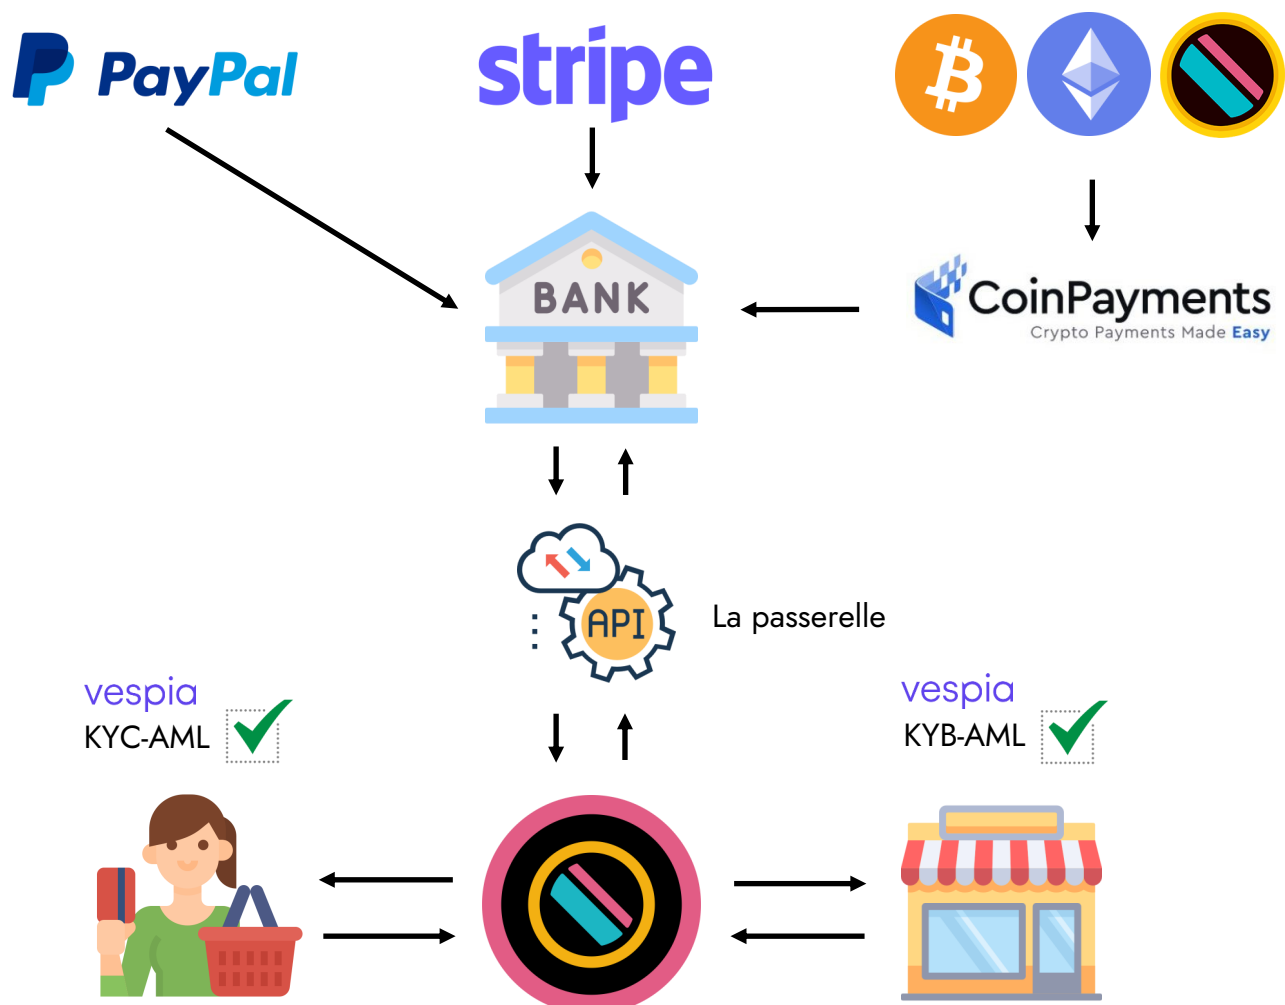 PayPal
stripe
BANK
CoinPayments
Crypto Payments Made Easy
API
La passerelle
vespia
KYC-AML
vespia
KYB-AML